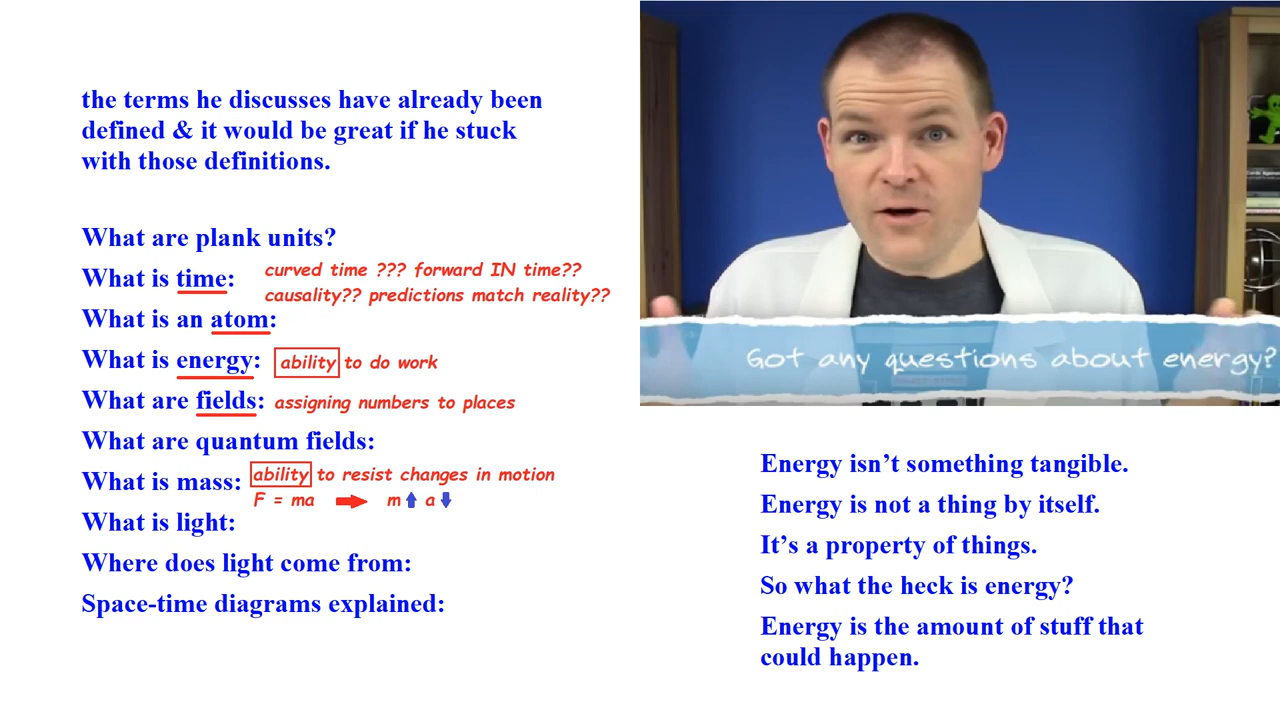 the terms he discusses have already been
defined & it would be great if he stuck
with those definitions.
What are plank units?
What is time:
curved time ??? forward IN time??
causality?? predictions match reality??
What is an atom:
What is energy: ability to do work
What are fields: assigning numbers to places
What are quantum fields:
What is mass: ability to resist changes in motion
F = ma m a
What is light:
Where does light come from:
Space-time diagrams explained:
Got any questions about energy?
Energy isn’t something tangible.
Energy is not a thing by itself.
It’s a property of things.
So what the heck is energy?
Energy is the amount of stuff that
could happen.